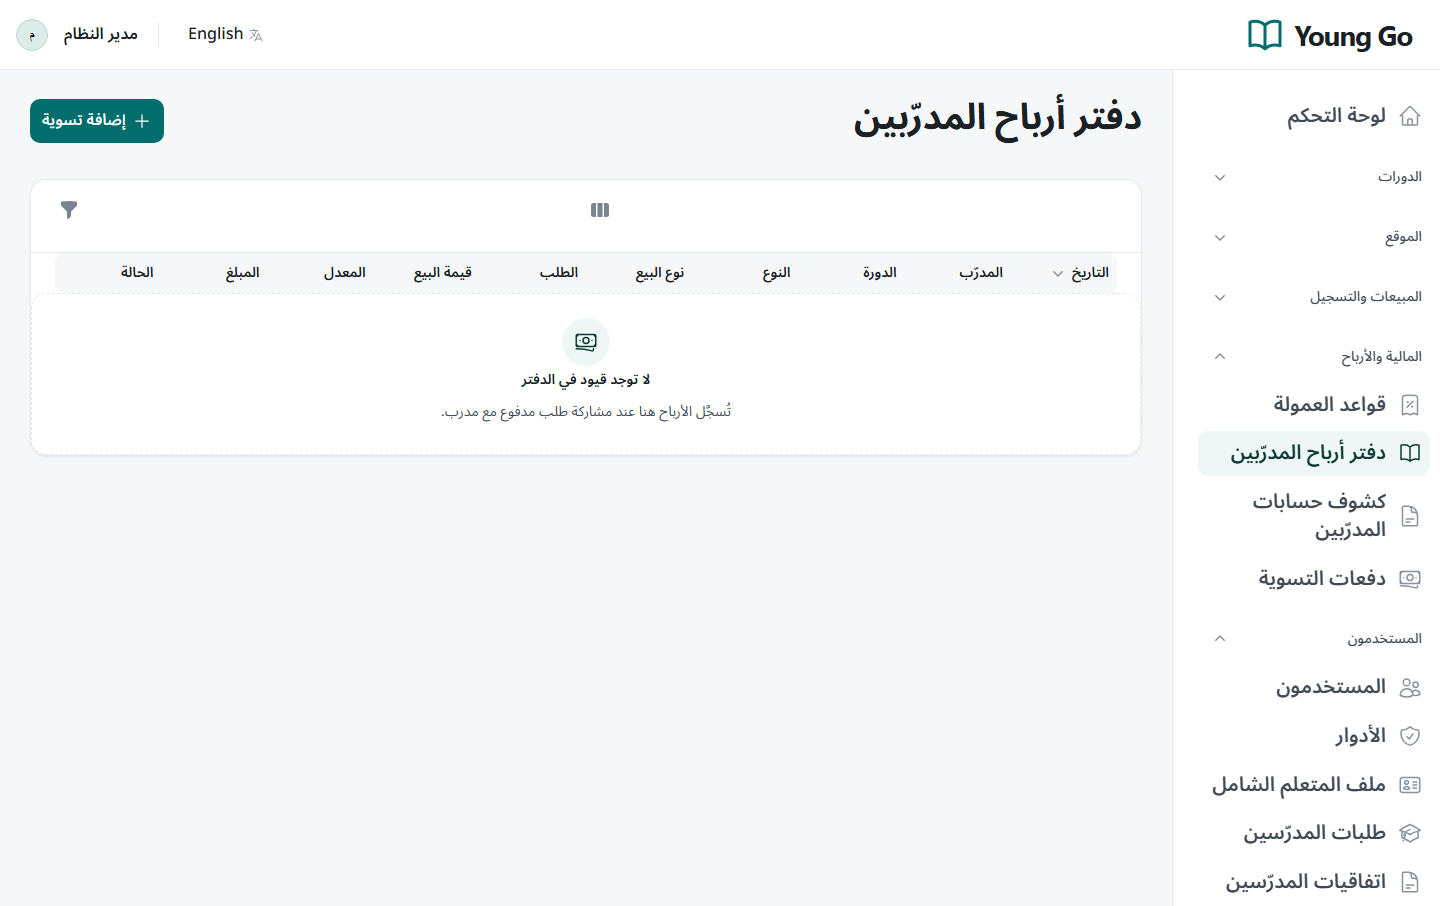 Young Go
English
مدير النظام
م
لوحة التحكم
الدورات
الموقع
المبيعات والتسجيل
المالية والأرباح
قواعد العمولة
دفتر أرباح المدرّبين
كشوف حسابات
المدرّبين
دفعات التسوية
المستخدمون
المستخدمون
الأدوار
ملف المتعلم الشامل
طلبات المدرّسين
اتفاقيات المدرّسين
دفتر أرباح المدرّبين
إضافة تسوية
التاريخ المدرّب الدورة النوع نوع البيع الطلب قيمة البيع المعدل المبلغ الحالة
لا توجد قيود في الدفتر
تُسجَّل الأرباح هنا عند مشاركة طلب مدفوع مع مدرب.